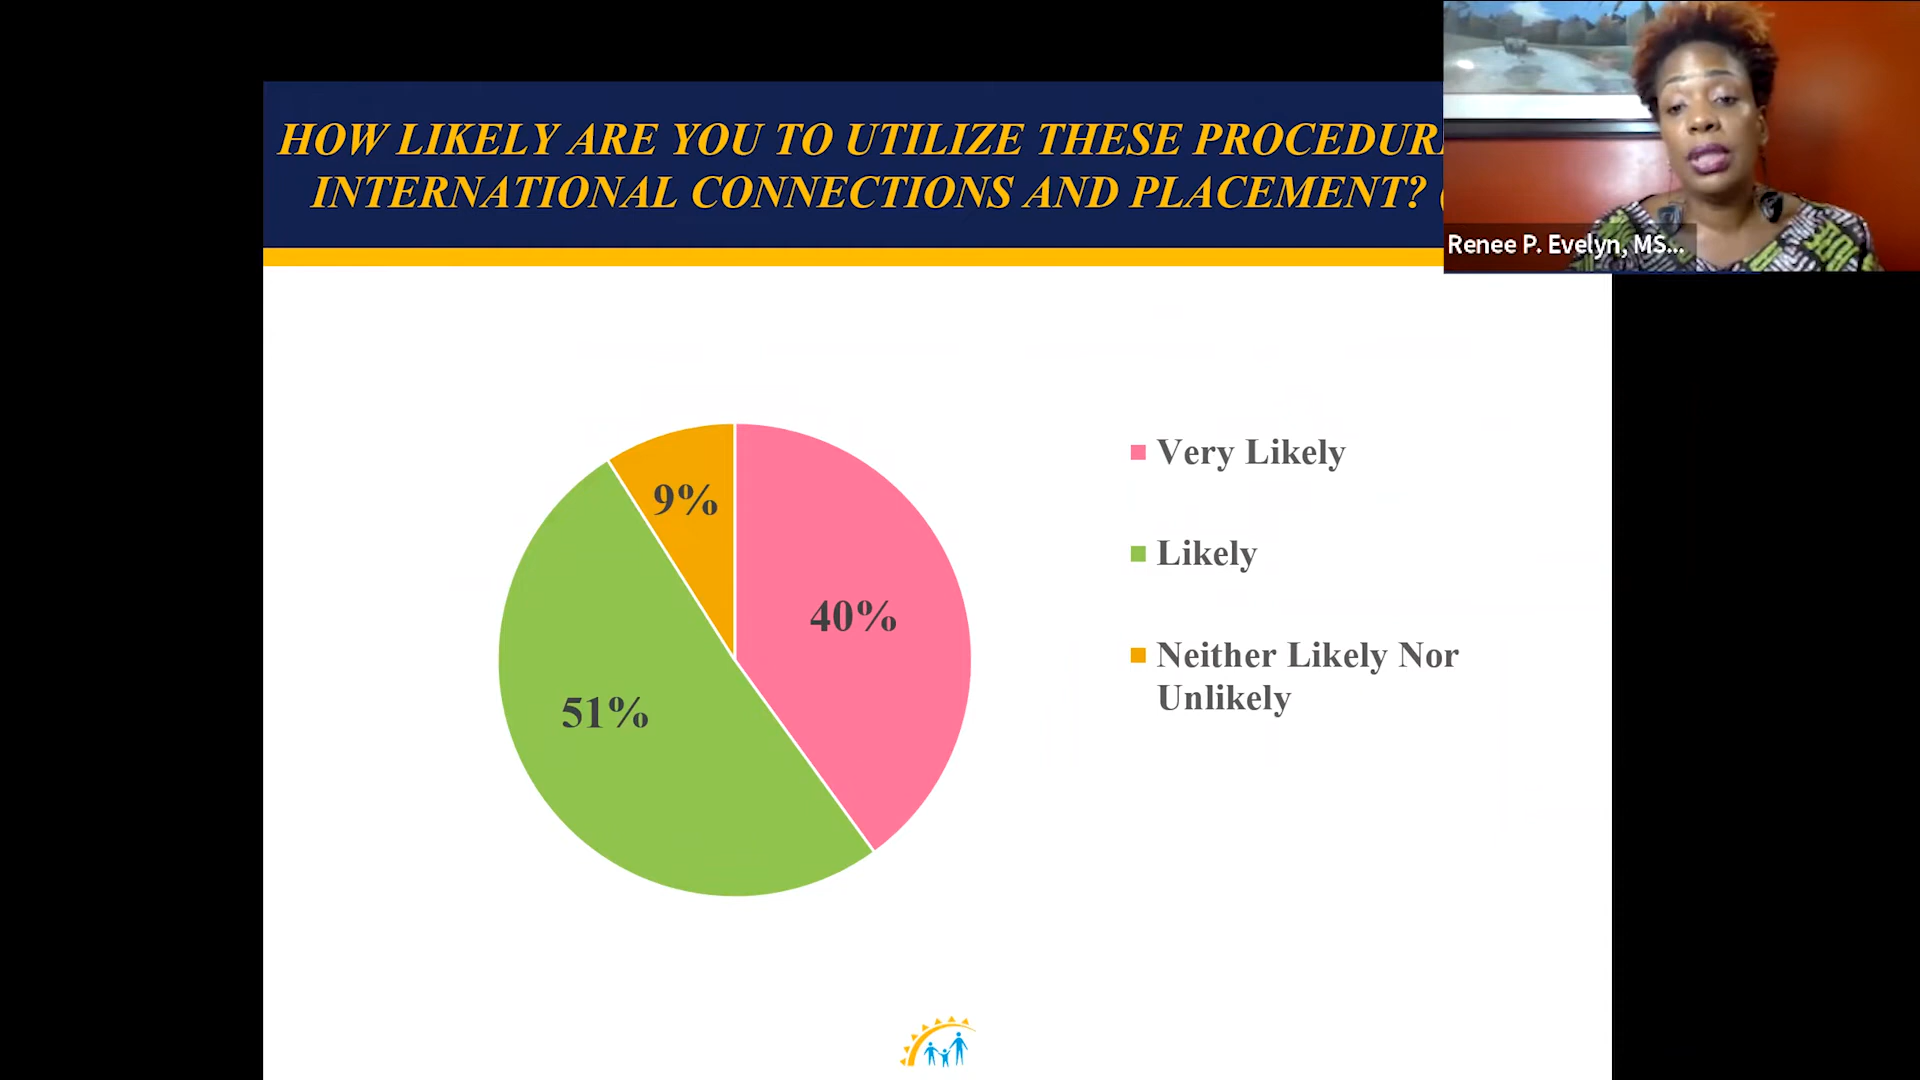 HOW LIKELY ARE YOU TO UTILIZE THESE
INTERNATIONAL CONNECTIONS AND PLACEMENT?
Renee P. Evelyn, MS...
Very Likely
Likely
Neither Likely Nor
Unlikely
9%
40%
51%